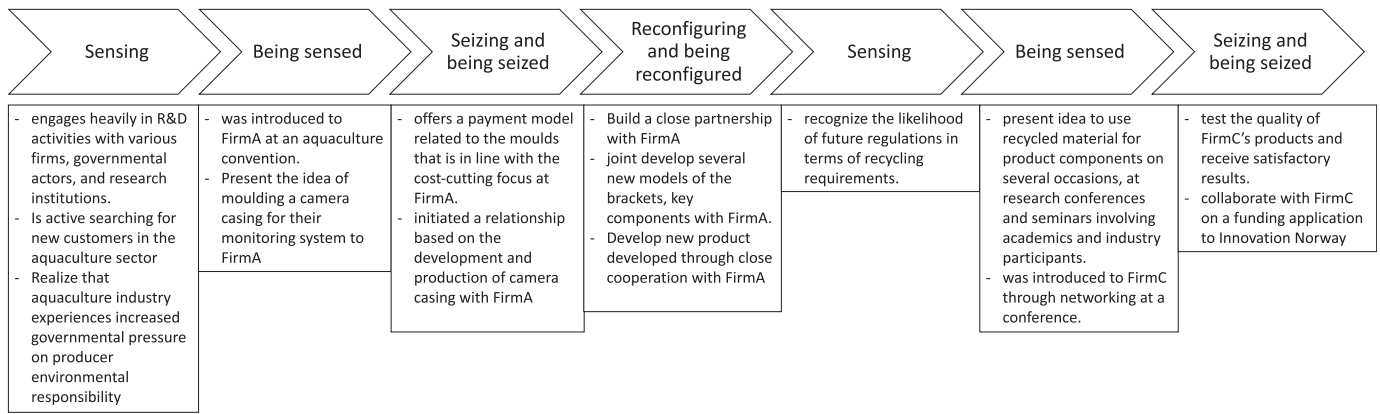 Sensing
Being sensed
Seizing and
being seized
Reconfiguring
and being
reconfigured
Sensing
Being sensed
Seizing and
being seized
- engages heavily in R&D
activities with various
firms, governmental
actors, and research
institutions.
- Is active searching for
new customers in the
aquaculture sector
- Realize that
aquaculture industry
experiences increased
governmental pressure
on producer
environmental
responsibility
- was introduced to
FirmA at an aquaculture
convention.
- Present the idea of
moulding a camera
casing for their
monitoring system to
FirmA
- offers a payment model
related to the moulds
that is in line with the
cost-cutting focus at
FirmA.
- initiated a relationship
based on the
development and
production of camera
casing with FirmA
- Build a close partnership
with FirmA
- joint develop several
new models of the
brackets, key
components with FirmA.
- Develop new product
developed through close
cooperation with FirmA
- recognize the likelihood
of future regulations in
terms of recycling
requirements.
- present idea to use
recycled material for
product components on
several occasions, at
research conferences
and seminars involving
academics and industry
participants.
- was introduced to FirmC
through networking at a
conference.
- test the quality of
FirmC's products and
receive satisfactory
results.
- collaborate with FirmC
on a funding application
to Innovation Norway